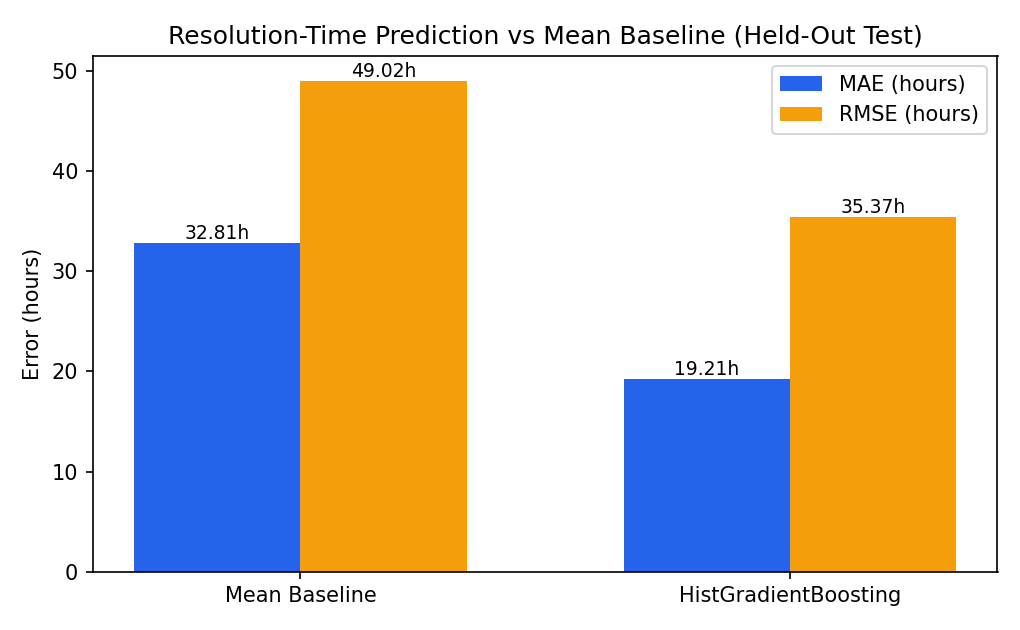 Resolution-Time Prediction vs Mean Baseline (Held-Out Test)
MAE (hours)
RMSE (hours)
Error (hours)
50
40
30
20
10
0
32.81h
49.02h
19.21h
35.37h
Mean Baseline
HistGradientBoosting